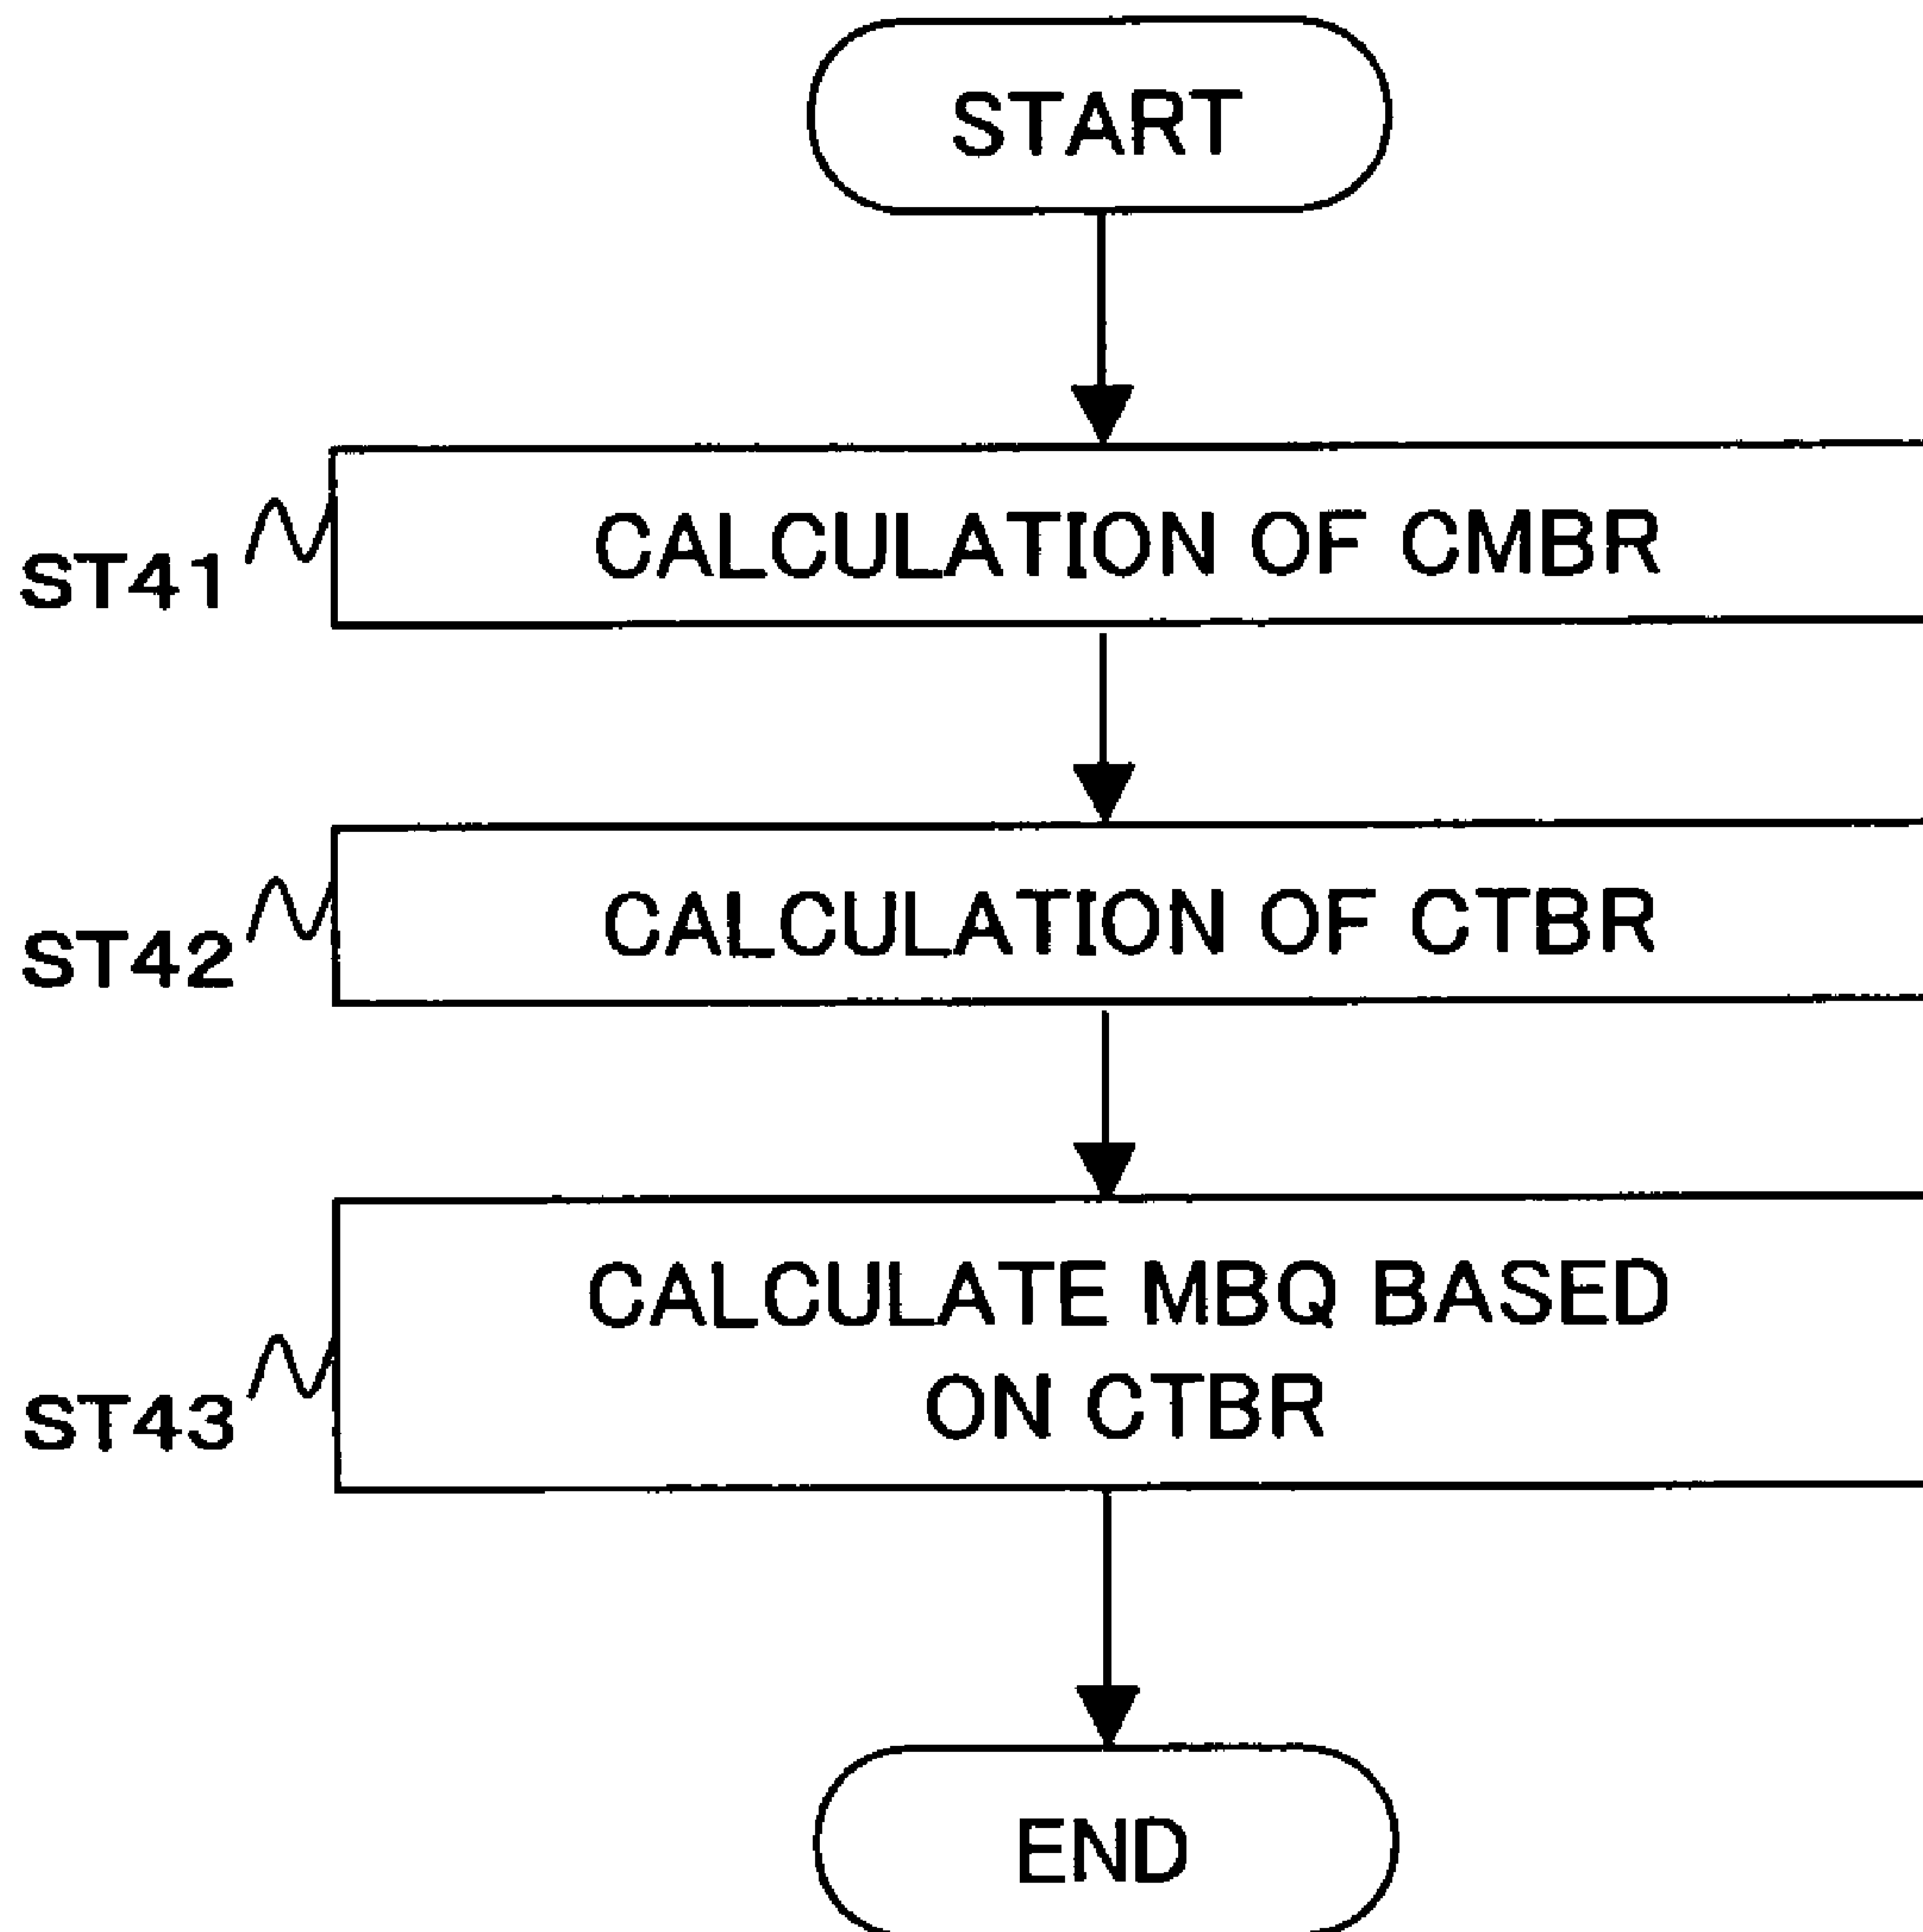 START
CALCULATION OF CMBR
ST41
CALCULATION OF CTBR
ST42
CALCULATE MBQ BASED
ON CTBR
ST43
END